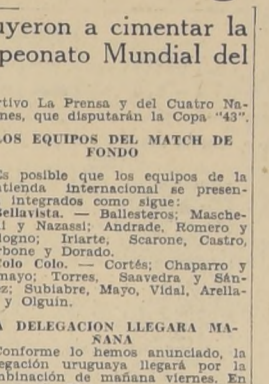 uyeron a cimentar la
peonato Mundial del
rtivo La Prensa y del Cuatro Na-
nes, que disputarán la Copa "43".
LOS EQUIPOS DEL MATCH DE
FONDO
Es posible que los equipos de la
tienda internacional se presen-
integrados como sigue:
Bellavista. — Ballesteros; Masche-
i y Nazassi; Andrade, Romero y
logno; Iriarte, Scarone, Castro,
rbone y Dorado.
Colo Colo. — Cortés; Chaparro y
mayo; Torres, Saavedra y Sán-
ez; Subiabre, Mayo, Vidal, Arella-
y Olguín.
A DELEGACION LLEGARA MA-
ÑANA
Conforme lo hemos anunciado, la
egación uruguaya llegará por la
mbinación de mañana viernes. En